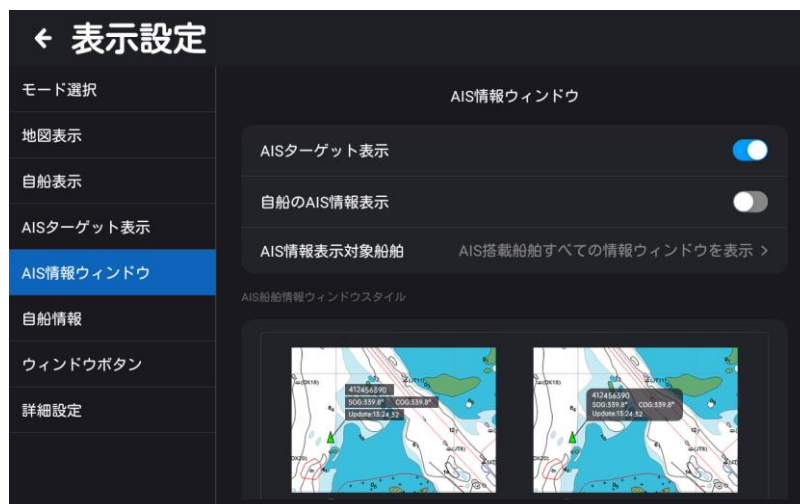 ← 表示設定
モード選択
地図表示
自船表示
AISターゲット表示
AIS情報ウィンドウ
自船情報
ウィンドウボタン
詳細設定
AIS情報ウィンドウ
AISターゲット表示
自船のAIS情報表示
AIS情報表示対象船舶 AIS搭載船舶すべての情報ウィンドウを表示 >
AIS船舶情報ウィンドウスタイル
412456390
SOG:339.8° COG:339.8°
Update:13:24:32
412456390
SOG:339.8° COG:339.8°
Update:13:24:32